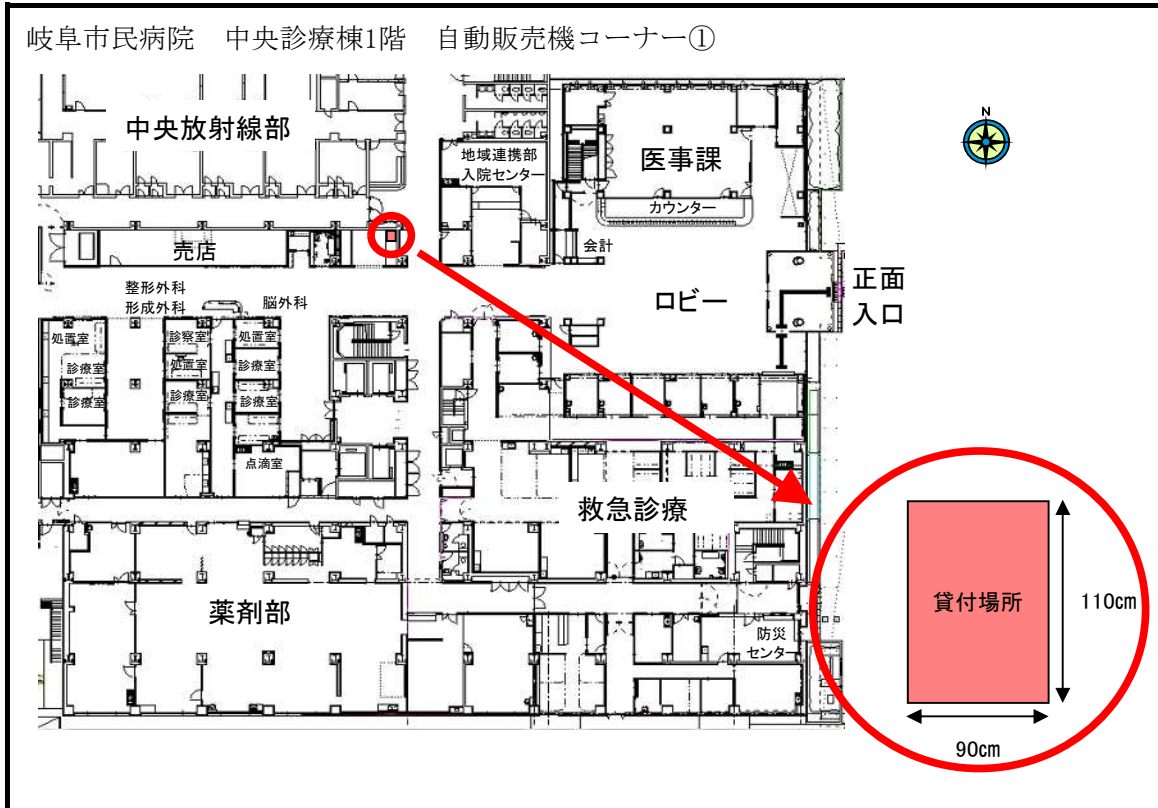 岐阜市民病院　中央診療棟1階　自動販売機コーナー①
N
中央放射線部
地域連携部
入院センター
医事課
カウンター
売店
会計
正面
入口
ロビー
整形外科
形成外科
脳外科
処置室
診察室
処置室
診療室
処置室
診療室
診療室
診療室
診療室
点滴室
救急診療
貸付場所
110cm
薬剤部
防災
センター
90cm